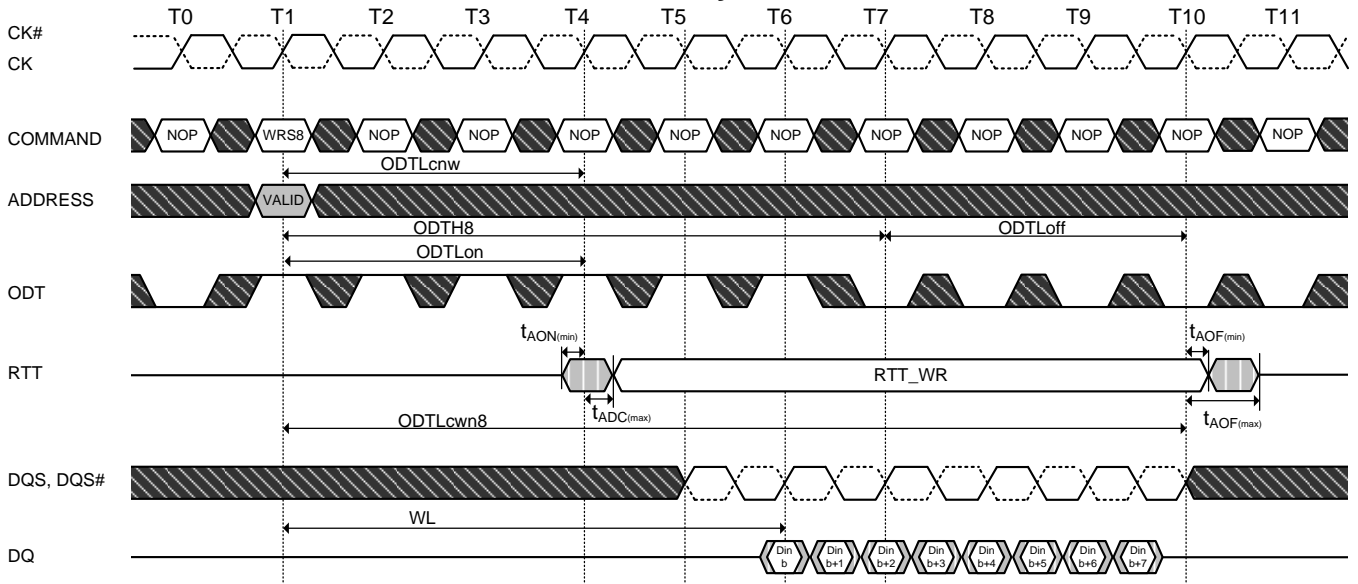 T0 T1 T2 T3 T4 T5 T6 T7 T8 T9 T10 T11
CK#
CK
COMMAND NOP WRS8 NOP NOP NOP NOP NOP NOP NOP NOP NOP NOP
ODTLcnw
ADDRESS VALID
ODTH8 ODTLoff
ODTLon
ODT
tAON(min) tAOF(min)
RTT RTT_WR
tADC(max) tAOF(max)
ODTLcwn8
DQS, DQS#
WL
DQ Din b Din b+1 Din b+2 Din b+3 Din b+4 Din b+5 Din b+6 Din b+7